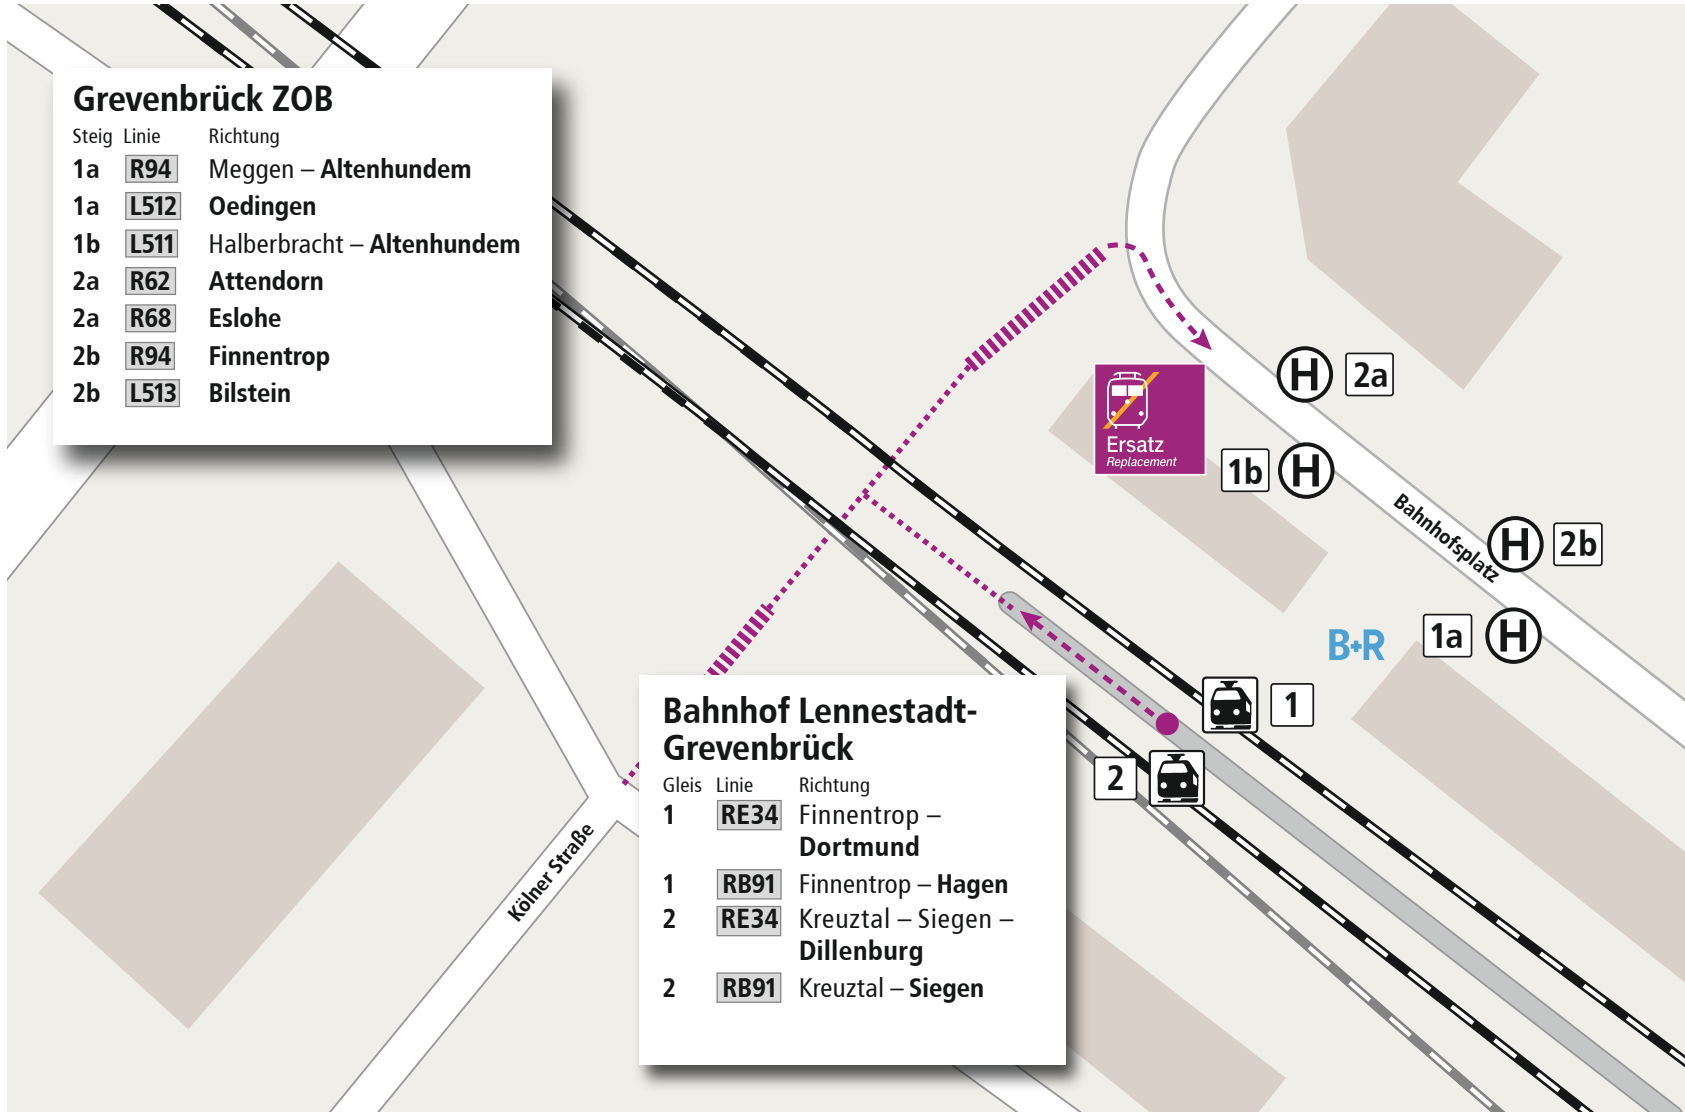 Grevenbrück ZOB
Steig Linie Richtung
1a R94 Meggen – Altenhundem
1a L512 Oedingen
1b L511 Halberbracht – Altenhundem
2a R62 Attendorn
2a R68 Eslohe
2b R94 Finnentrop
2b L513 Bilstein
Ersatz
Replacement
H 2a
1b H
Bahnhofsplatz
H 2b
B+R
1a H
1
2
Kölner Straße
Bahnhof Lennestadt-
Grevenbrück
Gleis Linie Richtung
1 RE34 Finnentrop –
Dortmund
1 RB91 Finnentrop – Hagen
2 RE34 Kreuztal – Siegen –
Dillenburg
2 RB91 Kreuztal – Siegen